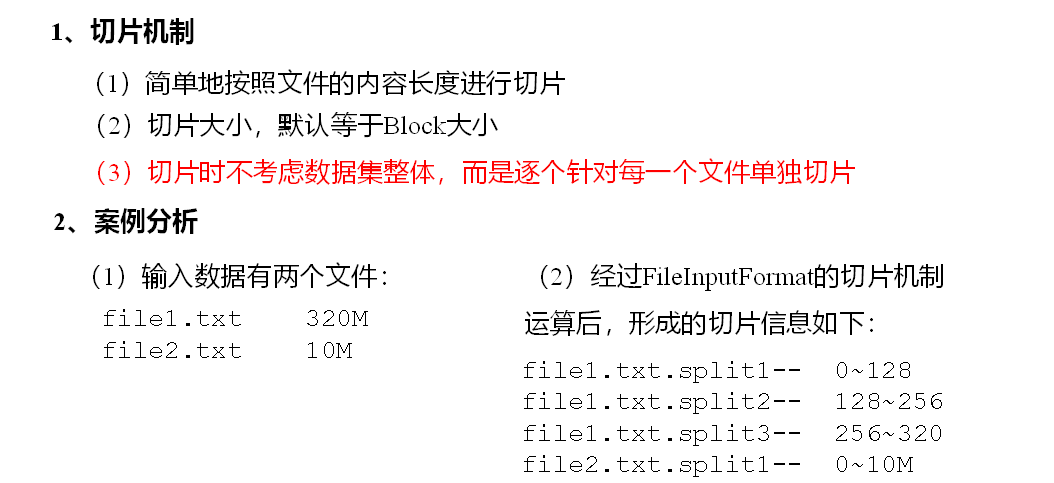 1、切片机制
（1）简单地按照文件的内容长度进行切片
（2）切片大小，默认等于Block大小
（3）切片时不考虑数据集整体，而是逐个针对每一个文件单独切片
2、案例分析
（1）输入数据有两个文件：
file1.txt 320M
file2.txt 10M
（2）经过FileInputFormat的切片机制
运算后，形成的切片信息如下：
file1.txt.split1-- 0~128
file1.txt.split2-- 128~256
file1.txt.split3-- 256~320
file2.txt.split1-- 0~10M